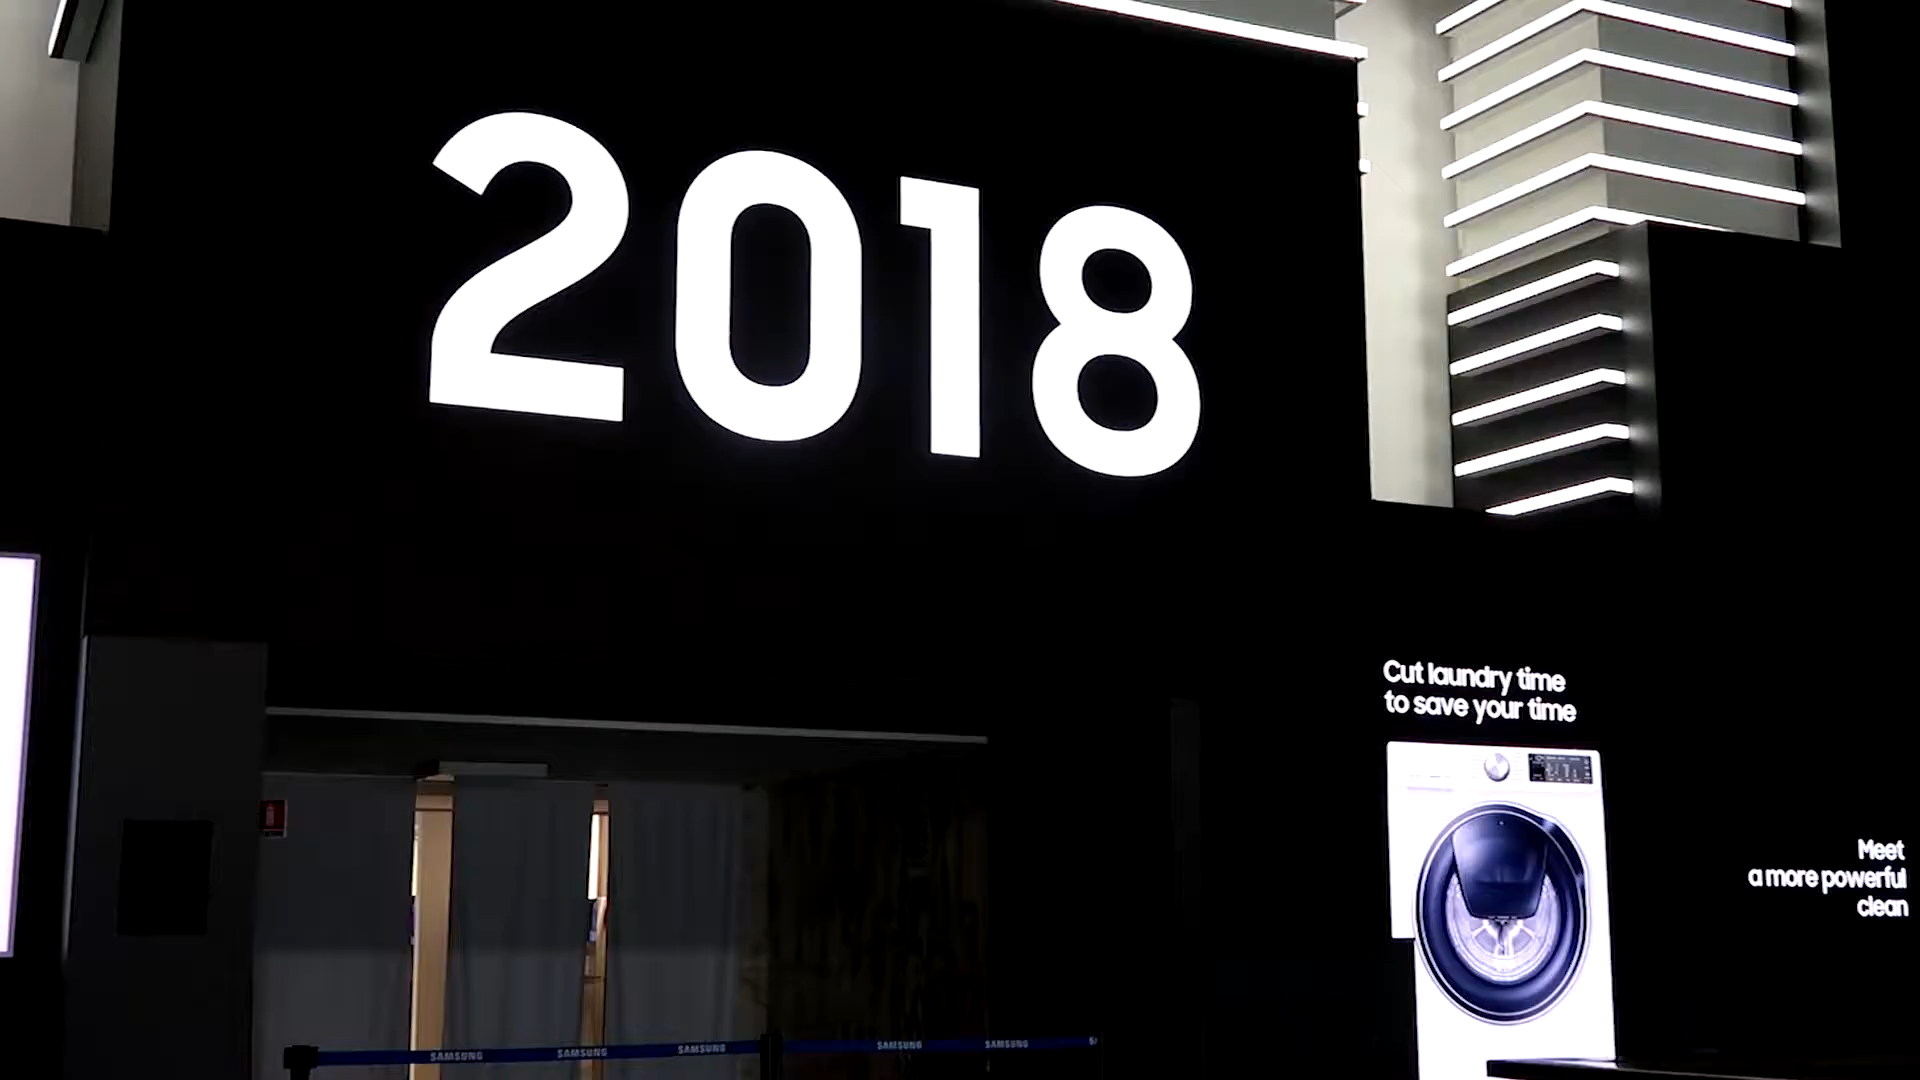 2018
Cut laundry time
to save your time
Meet
a more powerful
clean
SAMSUNG SAMSUNG SAMSUNG SAMSUNG SAMSUNG